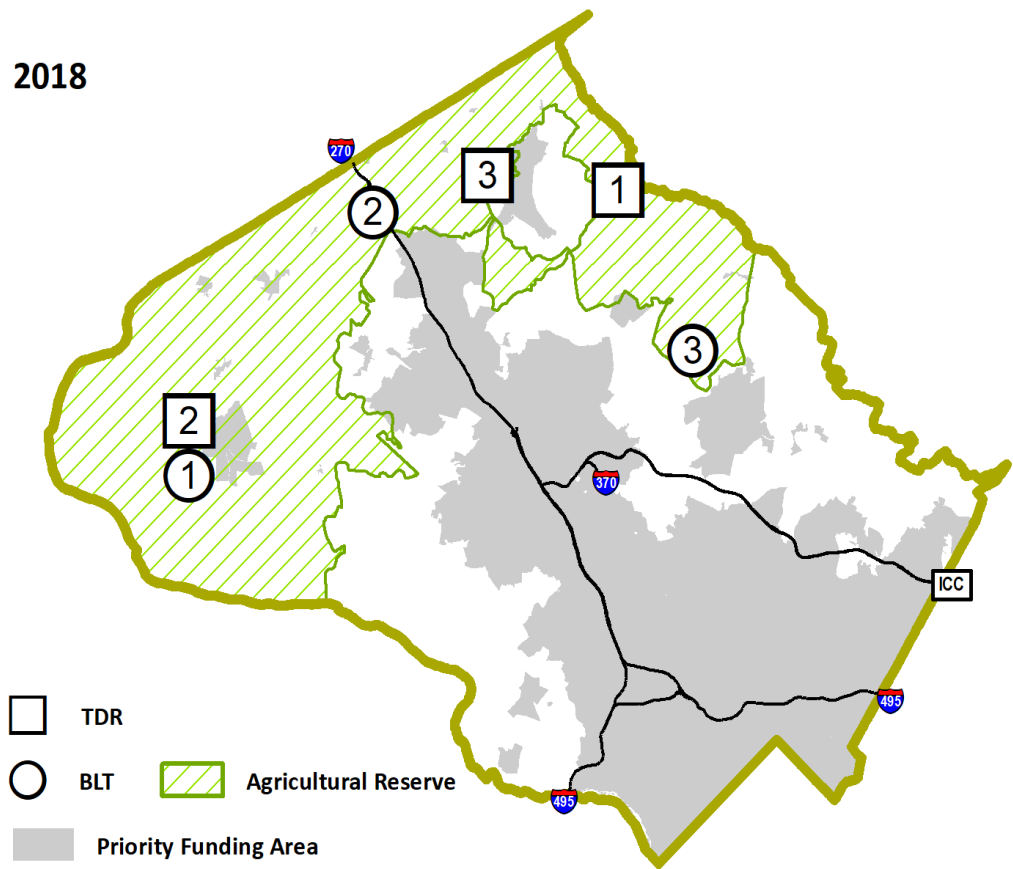 2018
270
3
1
2
3
2
1
370
ICC
495
495
TDR
BLT
Agricultural Reserve
Priority Funding Area